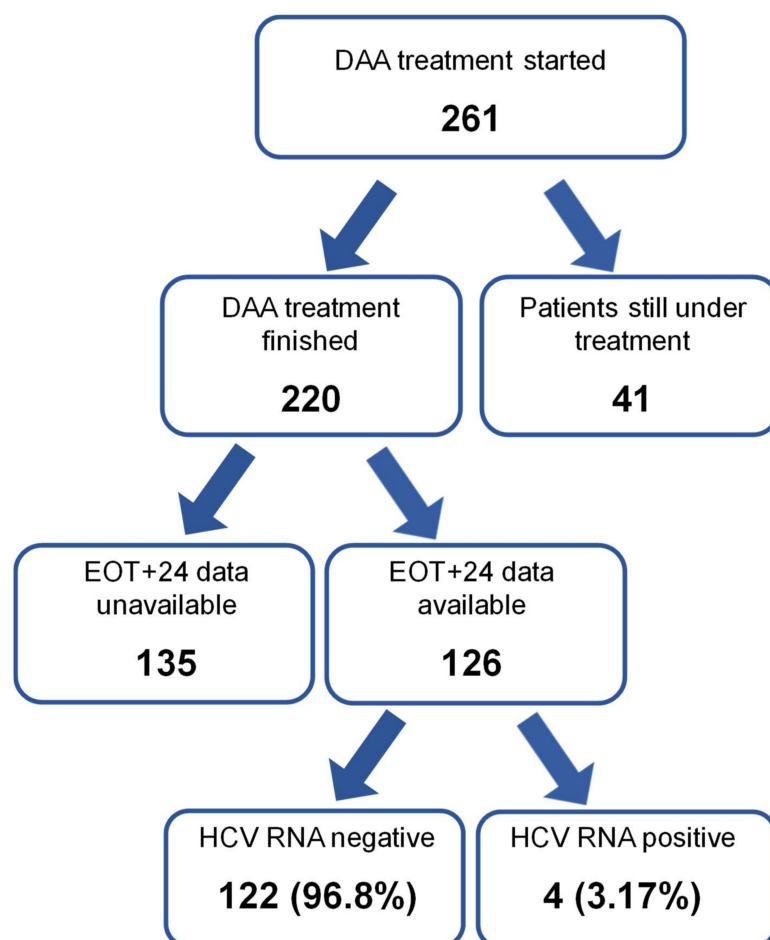 DAA treatment started
261
DAA treatment
finished
220
Patients still under
treatment
41
EOT+24 data
unavailable
135
EOT+24 data
available
126
HCV RNA negative
122 (96.8%)
HCV RNA positive
4 (3.17%)